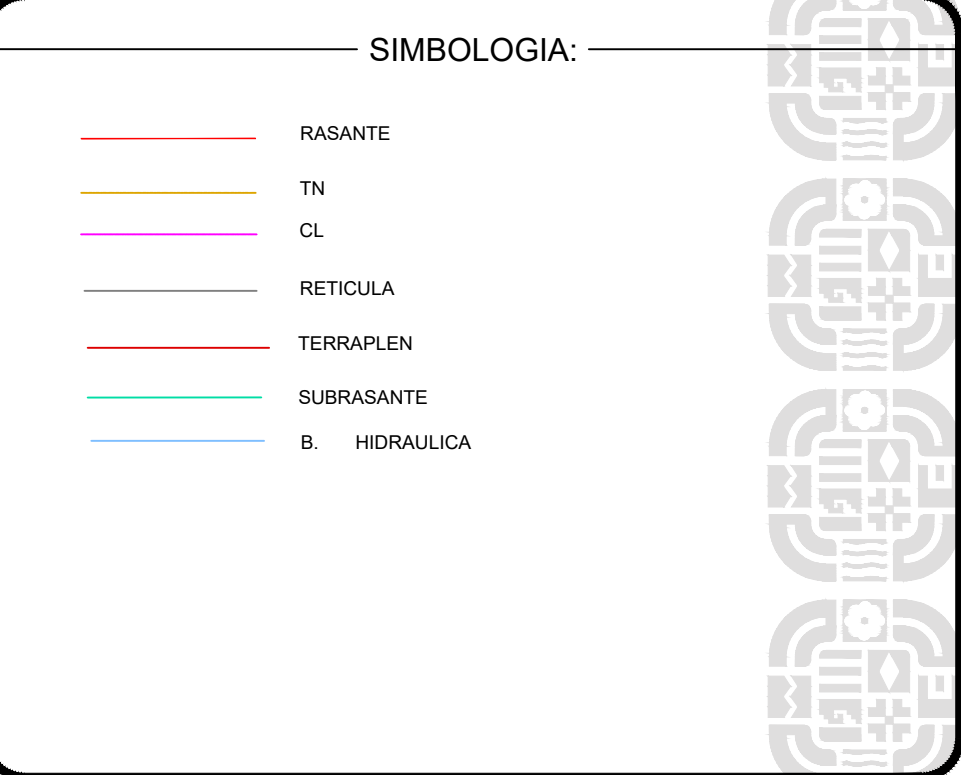 SIMBOLOGIA:
RASANTE
TN
CL
RETICULA
TERRAPLEN
SUBRASANTE
B. HIDRAULICA